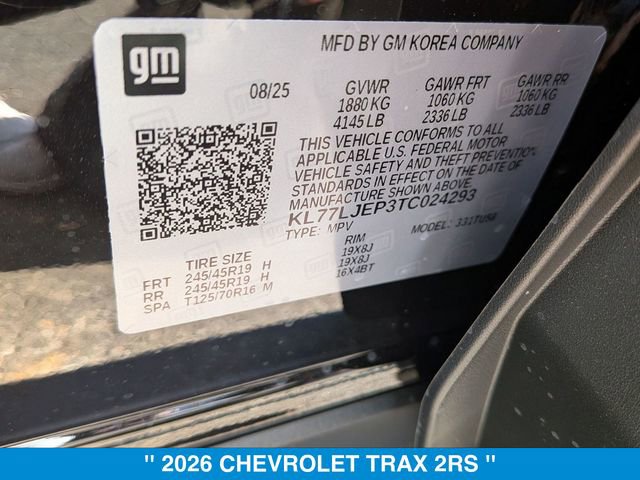 gm
MFD BY GM KOREA COMPANY
08/25
GVWR GAWR FRT GAWR RR
1880 KG 1060 KG 1060 KG
4145 LB 2336 LB 2336 LB
THIS VEHICLE CONFORMS TO ALL
APPLICABLE U.S. FEDERAL MOTOR
VEHICLE SAFETY AND THEFT PREVENTION
STANDARDS IN EFFECT ON THE DATE OF
MANUFACTURE SHOWN ABOVE.
KL77LJEP3TC024293
TYPE: MPV MODEL: 331TU58
TIRE SIZE RIM
FRT 245/45R19 H 19X8J
RR 245/45R19 H 19X8J
SPA T125/70R16 M 16X4BT
" 2026 CHEVROLET TRAX 2RS "